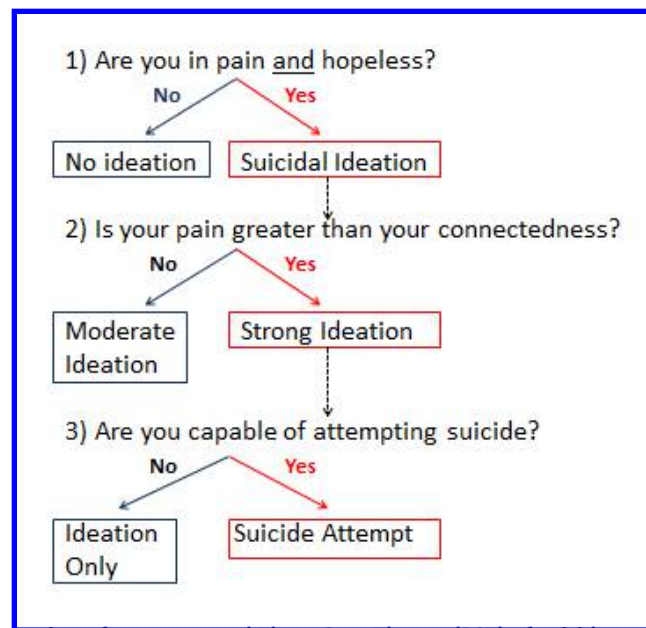 1) Are you in pain and hopeless?
No Yes
No ideation Suicidal Ideation
2) Is your pain greater than your connectedness?
No Yes
Moderate Strong Ideation
Ideation
3) Are you capable of attempting suicide?
No Yes
Ideation Suicide Attempt
Only